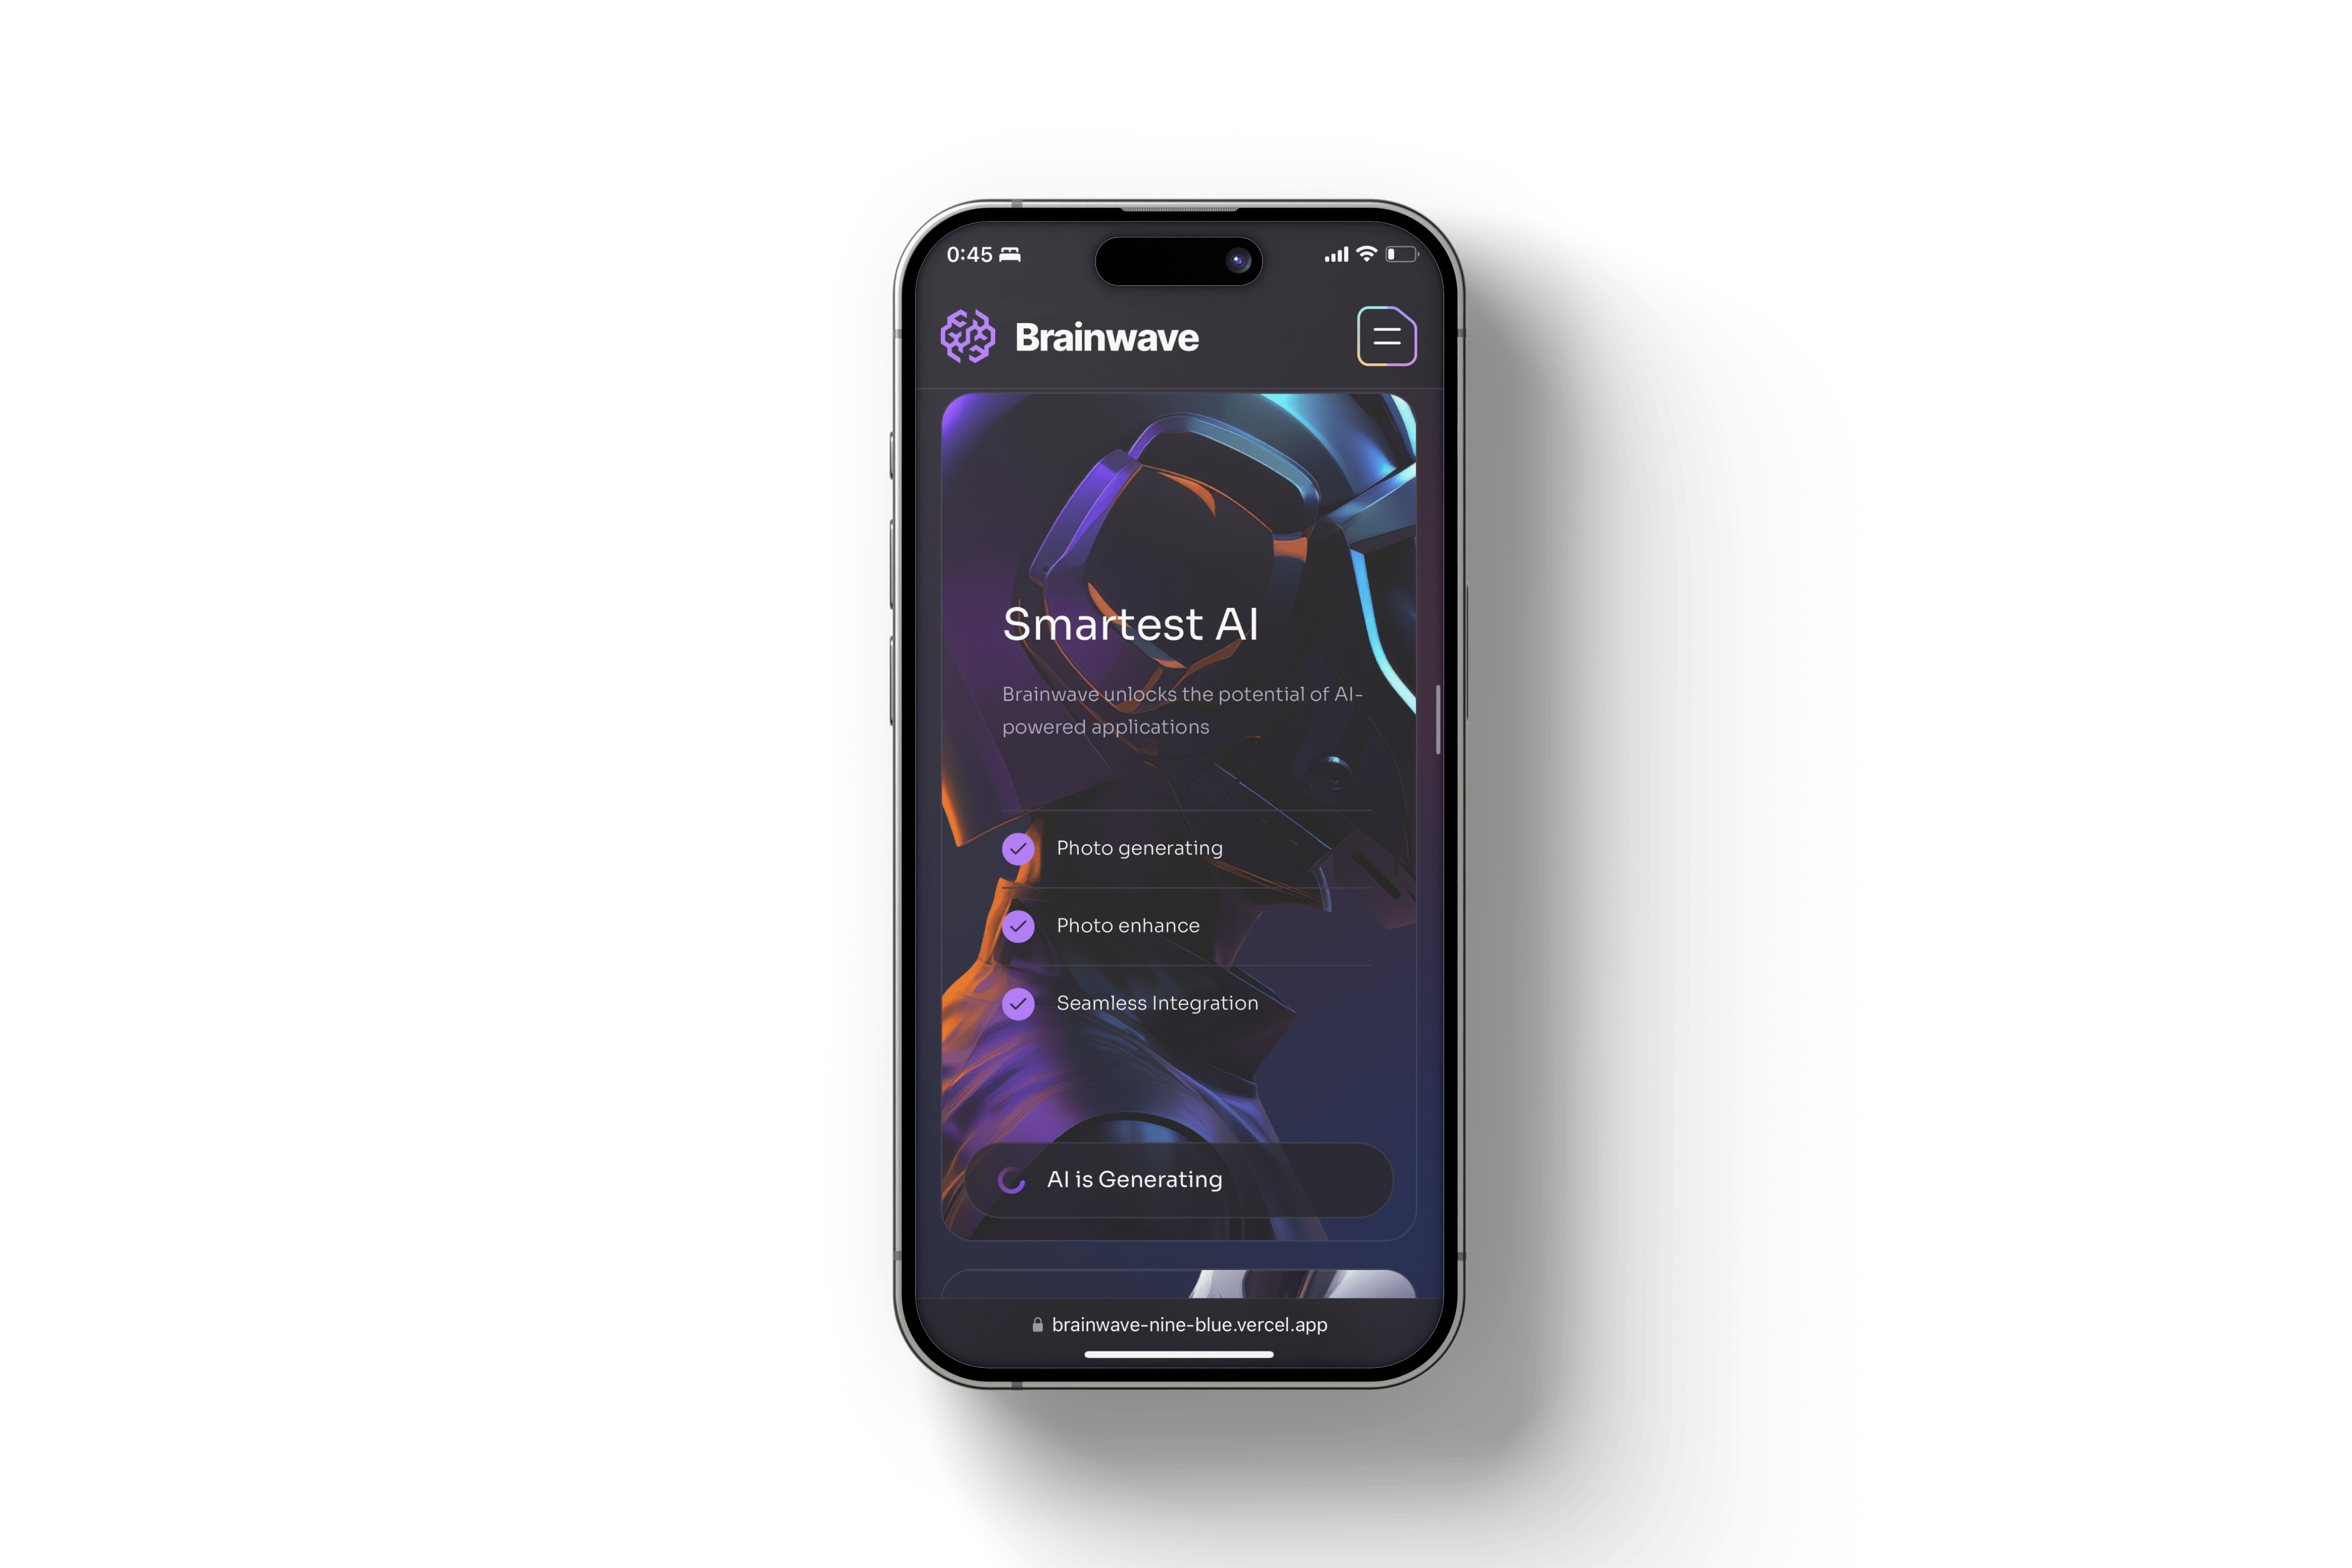 0:45
Brainwave
Smartest AI
Brainwave unlocks the potential of AI-
powered applications
Photo generating
Photo enhance
Seamless Integration
AI is Generating
brainwave-nine-blue.vercel.app